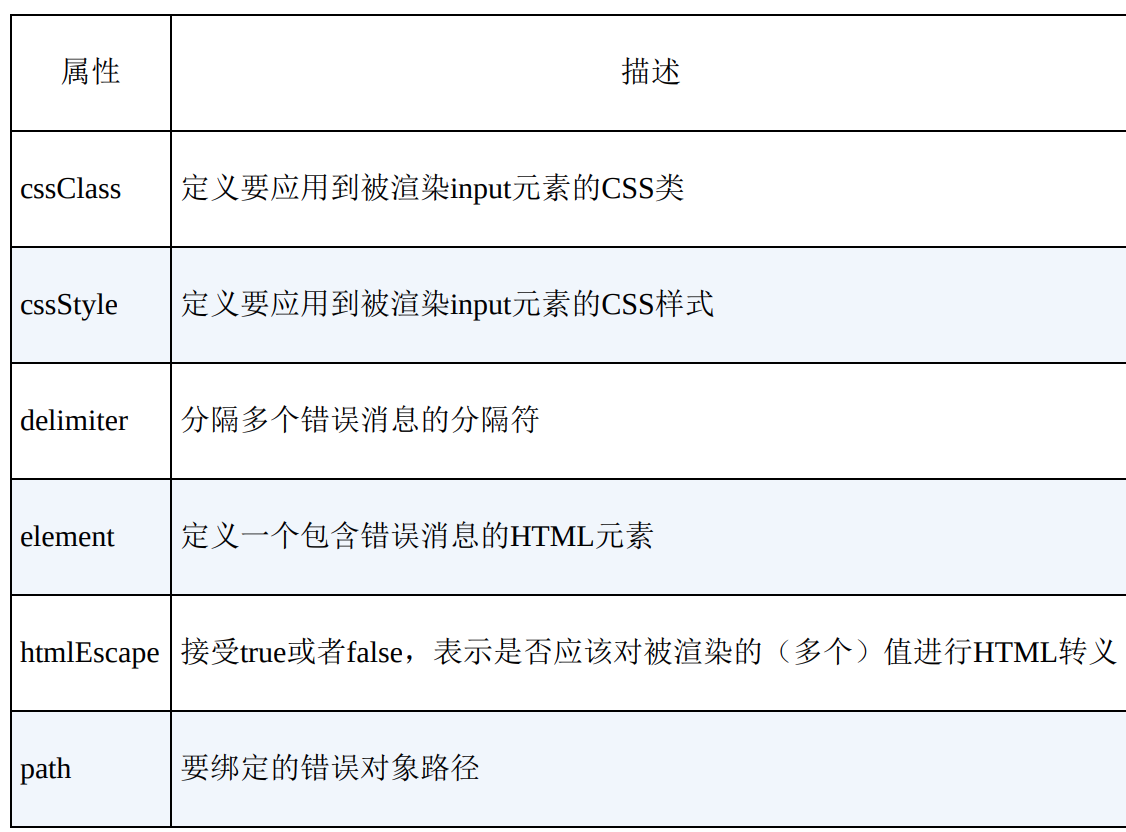 属性 描述
cssClass 定义要应用到被渲染input元素的CSS类
cssStyle 定义要应用到被渲染input元素的CSS样式
delimiter 分隔多个错误消息的分隔符
element 定义一个包含错误消息的HTML元素
htmlEscape 接受true或者false，表示是否应该对被渲染的（多个）值进行HTML转义
path 要绑定的错误对象路径